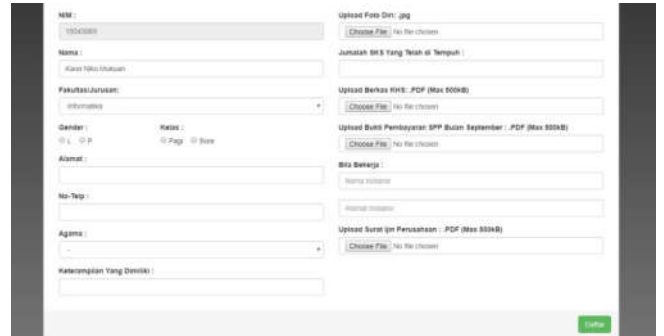 NIM :
Nama :
Fakultas/Jurusan:
Informatika
Gender :
Kelas :
L P
Pagi Sore
Alamat :
No-Telp :
Agama :
-
Keterampilan Yang Dimiliki :
Upload Foto Diri: .jpg
Choose File No file chosen
Jumalah SKS Yang Telah di Tempuh :
Upload Berkas KHS: .PDF (Max 500kB)
Choose File No file chosen
Upload Bukti Pembayaran SPP Bulan September : .PDF (Max 500kB)
Choose File No file chosen
Bila Bekerja :
Nama Instansi
Alamat Instansi
Upload Surat Ijin Perusahaan : .PDF (Max 500kB)
Choose File No file chosen
Daftar